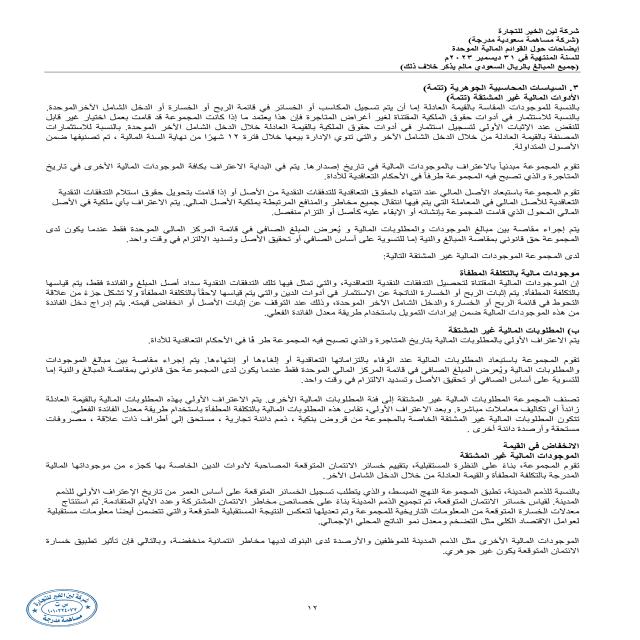 شركة لين الخير للتجارة
(شركة مساهمة سعودية مدرجة)
إيضاحات حول القوائم المالية الموحدة
للسنة المنتهية في ٣١ ديسمبر ٢٠٢٣م
(جميع المبالغ بالريال السعودي مالم يذكر خلاف ذلك)
٣. السياسات المحاسبية الجوهرية (تتمة)
الأدوات المالية غير المشتقة (تتمة)
بالنسبة للموجودات المقاسة بالقيمة العادلة إما أن يتم تسجيل المكاسب أو الخسائر في قائمة الربح أو الخسارة أو الدخل الشامل الآخر الموحدة.
بالنسبة للاستثمار في أدوات حقوق الملكية المقتناة لغير أغراض المتاجرة فإن هذا يعتمد ما إذا كانت المجموعة قد قامت بعمل اختيار غير قابل
للنقض عند الإثبات الأولي لتسجيل استثمار في أدوات حقوق الملكية بالقيمة العادلة خلال الدخل الشامل الآخر الموحد. بالنسبة للاستثمارات
المصنفة بالقيمة العادلة من خلال الدخل الشامل الآخر والتي تنوي الإدارة بيعها خلال فترة ١٢ شهرًا من نهاية السنة المالية ، تم تصنيفها ضمن
الأصول المتداولة.
تقوم المجموعة مبدئياً بالاعتراف بالموجودات المالية في تاريخ إصدارها. يتم في البداية الاعتراف بكافة الموجودات المالية الأخرى في تاريخ
المتاجرة والذي تصبح فيه المجموعة طرفاً في الأحكام التعاقدية للأداة.
تقوم المجموعة باستبعاد الأصل المالي عند انتهاء الحقوق التعاقدية للتدفقات النقدية من الأصل أو إذا قامت بتحويل حقوق استلام التدفقات النقدية
التعاقدية للأصل المالي في المعاملة التي يتم فيها انتقال جميع مخاطر والمنافع المرتبطة بملكية الأصل المالي. يتم الاعتراف بأي ملكية في الأصل
المالي المحول الذي قامت المجموعة بإنشائه أو الإبقاء عليه كأصل أو التزام منفصل.
يتم إجراء مقاصة بين مبالغ الموجودات والمطلوبات المالية و يُعرض المبلغ الصافي في قائمة المركز المالي الموحدة فقط عندما يكون لدى
المجموعة حق قانوني بمقاصة المبالغ والنية إما للتسوية على أساس الصافي أو تحقيق الأصل وتسديد الالتزام في وقت واحد.
لدى المجموعة الموجودات المالية غير المشتقة التالية:
موجودات مالية بالتكلفة المطفأة
إن الموجودات المالية المقتناة لتحصيل التدفقات النقدية التعاقدية، والتي تمثل فيها تلك التدفقات النقدية سداد أصل المبلغ والفائدة فقط، يتم قياسها
بالتكلفة المطفأة. يتم إثبات الربح أو الخسارة الناتجة عن الاستثمار في أدوات الدين والتي يتم قياسها لاحقًا بالتكلفة المطفأة ولا تشكل جزءً من علاقة
التحوط في قائمة الربح والخسارة والدخل الشامل الآخر الموحدة، وذلك عند التوقف عن إثبات الأصل أو انخفاض قيمته. يتم إدراج دخل الفائدة
من هذه الموجودات المالية ضمن إيرادات التمويل باستخدام طريقة معدل الفائدة الفعلي.
ب) المطلوبات المالية غير المشتقة
يتم الاعتراف الأولي بالمطلوبات المالية بتاريخ المتاجرة والذي تصبح فيه المجموعة طر فًا في الأحكام التعاقدية للأداة.
تقوم المجموعة باستبعاد المطلوبات المالية عند الوفاء بالتزاماتها التعاقدية أو إلغاءها أو إنتهاءها. يتم إجراء مقاصة بين مبالغ الموجودات
والمطلوبات المالية ويُعرض المبلغ الصافي في قائمة المركز المالي الموحدة فقط عندما يكون لدى المجموعة حق قانوني بمقاصة المبالغ والنية إما
للتسوية على أساس الصافي أو تحقيق الأصل وتسديد الالتزام في وقت واحد.
تصنف المجموعة المطلوبات المالية غير المشتقة إلى فئة المطلوبات المالية الأخرى. يتم الاعتراف الأولي بهذه المطلوبات المالية بالقيمة العادلة
زائداً أي تكاليف معاملات مباشرة. وبعد الاعتراف الأولي، تقاس هذه المطلوبات المالية بالتكلفة المطفأة باستخدام طريقة معدل الفائدة الفعلي.
تتكون المطلوبات المالية غير المشتقة الخاصة بالمجموعة من قروض بنكية ، ذمم دائنة تجارية ، مستحق إلى أطراف ذات علاقة ، مصروفات
مستحقة وأرصدة دائنة أخرى .
الانخفاض في القيمة
الموجودات المالية غير المشتقة
تقوم المجموعة، بناءً على النظرة المستقبلية، بتقييم خسائر الائتمان المتوقعة المصاحبة لأدوات الدين الخاصة بها كجزء من موجوداتها المالية
المدرجة بالتكلفة المطفأة والقيمة العادلة من خلال الدخل الشامل الآخر.
بالنسبة للذمم المدينة، تطبق المجموعة النهج المبسط، والذي يتطلب تسجيل الخسائر المتوقعة على أساس العمر من تاريخ الإعتراف الأولي للذمم
المدينة. لقياس خسائر الائتمان المتوقعة، تم تجميع الذمم المدينة بناءً على خصائص مخاطر الائتمان المشتركة وعدد الأيام المتقادمة. تم استنتاج
معدلات الخسارة المتوقعة من المعلومات التاريخية للمجموعة وتم تعديلها لتعكس النتيجة المستقبلية المتوقعة والتي تتضمن أيضًا معلومات مستقبلية
لعوامل الاقتصاد الكلي مثل التضخم ومعدل نمو الناتج المحلي الإجمالي.
الموجودات المالية الأخرى مثل الذمم المدينة للموظفين والأرصدة لدى البنوك لديها مخاطر ائتمانية منخفضة، وبالتالي فإن تأثير تطبيق خسارة
الائتمان المتوقعة يكون غير جوهري.
١٢
شركة لين الخير للتجارة
س ت
١٠١٠٢٢٤٠٧٧
مساهمة مدرجة